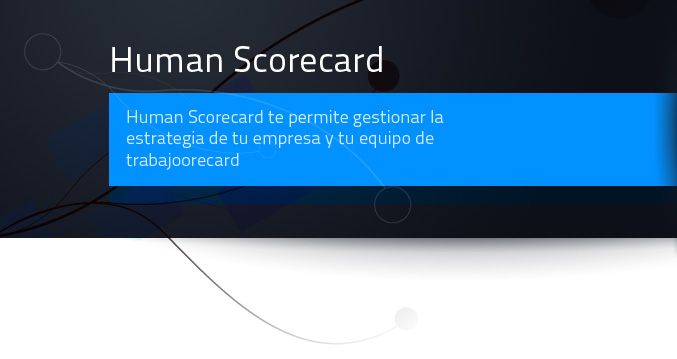 Human Scorecard
Human Scorecard te permite gestionar la
estrategia de tu empresa y tu equipo de
trabajoorecard